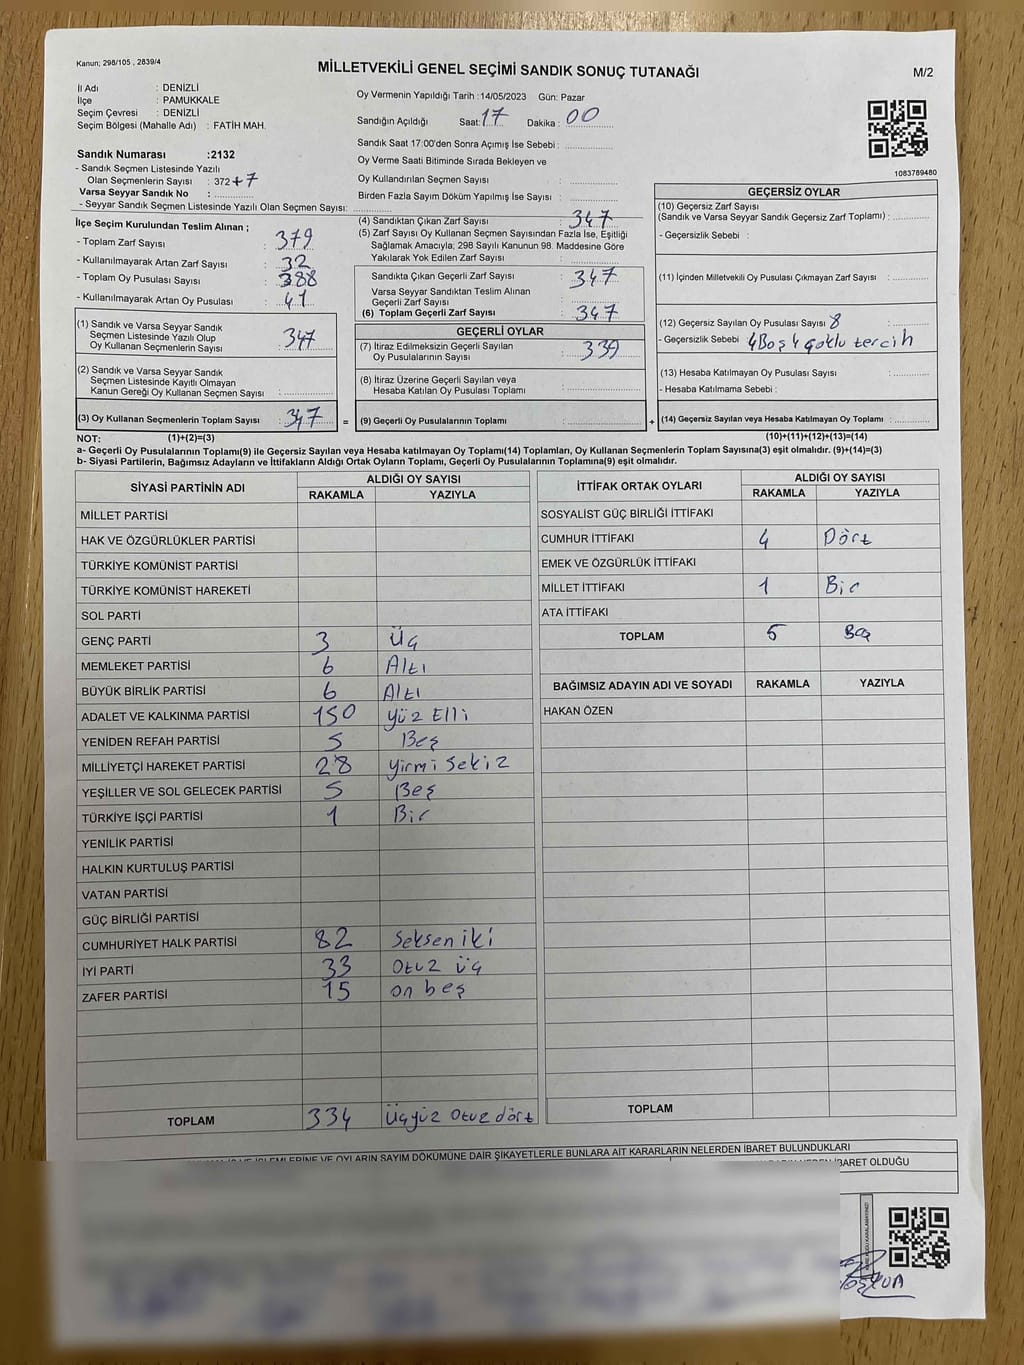 Kanun; 298/105 , 2839/4
MİLLETVEKİLİ GENEL SEÇİMİ SANDIK SONUÇ TUTANAĞI
M/2
İl Adı : DENİZLİ
İlçe : PAMUKKALE
Seçim Çevresi : DENİZLİ
Seçim Bölgesi (Mahalle Adı) : FATİH MAH.
Oy Vermenin Yapıldığı Tarih :14/05/2023 Gün: Pazar
Sandığın Açıldığı Saat: 17 Dakika : 00
Sandık Saat 17:00'den Sonra Açımış İse Sebebi :
Oy Verme Saati Bitiminde Sırada Bekleyen ve
Oy Kullandırılan Seçmen Sayısı :
Birden Fazla Sayım Döküm Yapılmış İse Sayısı :
1083789480
Sandık Numarası :2132
- Sandık Seçmen Listesinde Yazılı
Olan Seçmenlerin Sayısı : 372 +7
Varsa Seyyar Sandık No :
- Seyyar Sandık Seçmen Listesinde Yazılı Olan Seçmen Sayısı:
İlçe Seçim Kurulundan Teslim Alınan ;
- Toplam Zarf Sayısı : 379
- Kullanılmayarak Artan Zarf Sayısı : 32
- Toplam Oy Pusulası Sayısı : 388
- Kullanılmayarak Artan Oy Pusulası : 41
(4) Sandıktan Çıkan Zarf Sayısı : 347
(5) Zarf Sayısı Oy Kullanan Seçmen Sayısından Fazla İse, Eşitliği
Sağlamak Amacıyla; 298 Sayılı Kanunun 98. Maddesine Göre
Yakılarak Yok Edilen Zarf Sayısı :
Sandıkta Çıkan Geçerli Zarf Sayısı : 347
Varsa Seyyar Sandıktan Teslim Alınan
Geçerli Zarf Sayısı :
(6) Toplam Geçerli Zarf Sayısı : 347
GEÇERSİZ OYLAR
(10) Geçersiz Zarf Sayısı
(Sandık ve Varsa Seyyar Sandık Geçersiz Zarf Toplamı) :
- Geçersizlik Sebebi :
(11) İçinden Milletvekili Oy Pusulası Çıkmayan Zarf Sayısı :
(12) Geçersiz Sayılan Oy Pusulası Sayısı : 8
- Geçersizlik Sebebi : 4 Boş 4 çoklu tercih
(13) Hesaba Katılmayan Oy Pusulası Sayısı :
- Hesaba Katılmama Sebebi :
(14) Geçersiz Sayılan veya Hesaba Katılmayan Oy Toplamı :
(10)+(11)+(12)+(13)=(14)
(1) Sandık ve Varsa Seyyar Sandık
Seçmen Listesinde Yazılı Olup
Oy Kullanan Seçmenlerin Sayısı : 347
(2) Sandık ve Varsa Seyyar Sandık
Seçmen Listesinde Kayıtlı Olmayan
Kanun Gereği Oy Kullanan Seçmen Sayısı :
(3) Oy Kullanan Seçmenlerin Toplam Sayısı : 347 =
GEÇERLİ OYLAR
(7) İtiraz Edilmeksizin Geçerli Sayılan
Oy Pusulalarının Sayısı : 339
(8) İtiraz Üzerine Geçerli Sayılan veya
Hesaba Katılan Oy Pusulası Toplamı :
(9) Geçerli Oy Pusulalarının Toplamı : +
NOT: (1)+(2)=(3)
a- Geçerli Oy Pusulalarının Toplamı(9) ile Geçersiz Sayılan veya Hesaba katılmayan Oy Toplamı(14) Toplamları, Oy Kullanan Seçmenlerin Toplam Sayısına(3) eşit olmalıdır. (9)+(14)=(3)
b- Siyasi Partilerin, Bağımsız Adayların ve İttifakların Aldığı Ortak Oyların Toplamı, Geçerli Oy Pusulalarının Toplamına(9) eşit olmalıdır.
SİYASİ PARTİNİN ADI ALDIĞI OY SAYISI
RAKAMLA YAZIYLA
MİLLET PARTİSİ
HAK VE ÖZGÜRLÜKLER PARTİSİ
TÜRKİYE KOMÜNİST PARTİSİ
TÜRKİYE KOMÜNİST HAREKETİ
SOL PARTİ
GENÇ PARTİ 3 Üç
MEMLEKET PARTİSİ 6 Altı
BÜYÜK BİRLİK PARTİSİ 6 Altı
ADALET VE KALKINMA PARTİSİ 150 Yüz Elli
YENİDEN REFAH PARTİSİ 5 Beş
MİLLİYETÇİ HAREKET PARTİSİ 28 Yirmi Sekiz
YEŞİLLER VE SOL GELECEK PARTİSİ 5 Beş
TÜRKİYE İŞÇİ PARTİSİ 1 Bir
YENİLİK PARTİSİ
HALKIN KURTULUŞ PARTİSİ
VATAN PARTİSİ
GÜÇ BİRLİĞİ PARTİSİ
CUMHURİYET HALK PARTİSİ 82 Seksen iki
İYİ PARTİ 33 Otuz üç
ZAFER PARTİSİ 15 on beş
TOPLAM 334 Üçyüz Otuz dört
İTTİFAK ORTAK OYLARI ALDIĞI OY SAYISI
RAKAMLA YAZIYLA
SOSYALİST GÜÇ BİRLİĞİ İTTİFAKI
CUMHUR İTTİFAKI 4 Dört
EMEK VE ÖZGÜRLÜK İTTİFAKI
MİLLET İTTİFAKI 1 Bir
ATA İTTİFAKI
TOPLAM 5 Beş
BAĞIMSIZ ADAYIN ADI VE SOYADI RAKAMLA YAZIYLA
HAKAN ÖZEN
TOPLAM
İŞLEMLERİNE VE OYLARIN SAYIM DÖKÜMÜNE DAİR ŞİKAYETLERLE BUNLARA AİT KARARLARIN NELERDEN İBARET BULUNDUKLARI
İBARET OLDUĞU